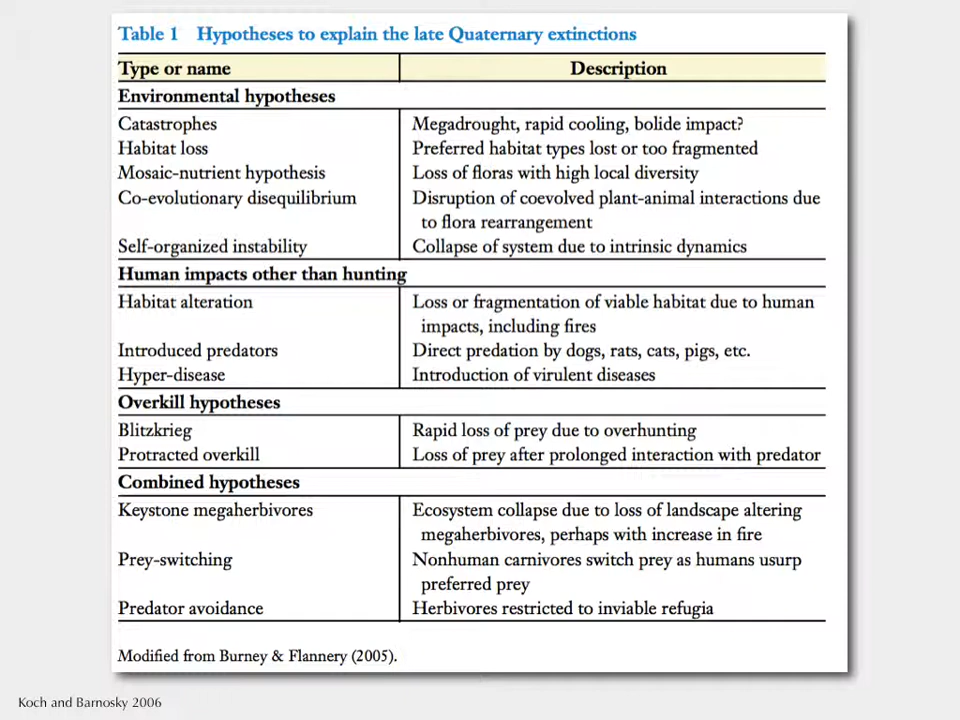 Table 1 Hypotheses to explain the late Quaternary extinctions
Type or name Description
Environmental hypotheses
Catastrophes Megadrought, rapid cooling, bolide impact?
Habitat loss Preferred habitat types lost or too fragmented
Mosaic-nutrient hypothesis Loss of floras with high local diversity
Co-evolutionary disequilibrium Disruption of coevolved plant-animal interactions due
to flora rearrangement
Self-organized instability Collapse of system due to intrinsic dynamics
Human impacts other than hunting
Habitat alteration Loss or fragmentation of viable habitat due to human
impacts, including fires
Introduced predators Direct predation by dogs, rats, cats, pigs, etc.
Hyper-disease Introduction of virulent diseases
Overkill hypotheses
Blitzkrieg Rapid loss of prey due to overhunting
Protracted overkill Loss of prey after prolonged interaction with predator
Combined hypotheses
Keystone megaherbivores Ecosystem collapse due to loss of landscape altering
megaherbivores, perhaps with increase in fire
Prey-switching Nonhuman carnivores switch prey as humans usurp
preferred prey
Predator avoidance Herbivores restricted to inviable refugia
Modified from Burney & Flannery (2005).
Koch and Barnosky 2006